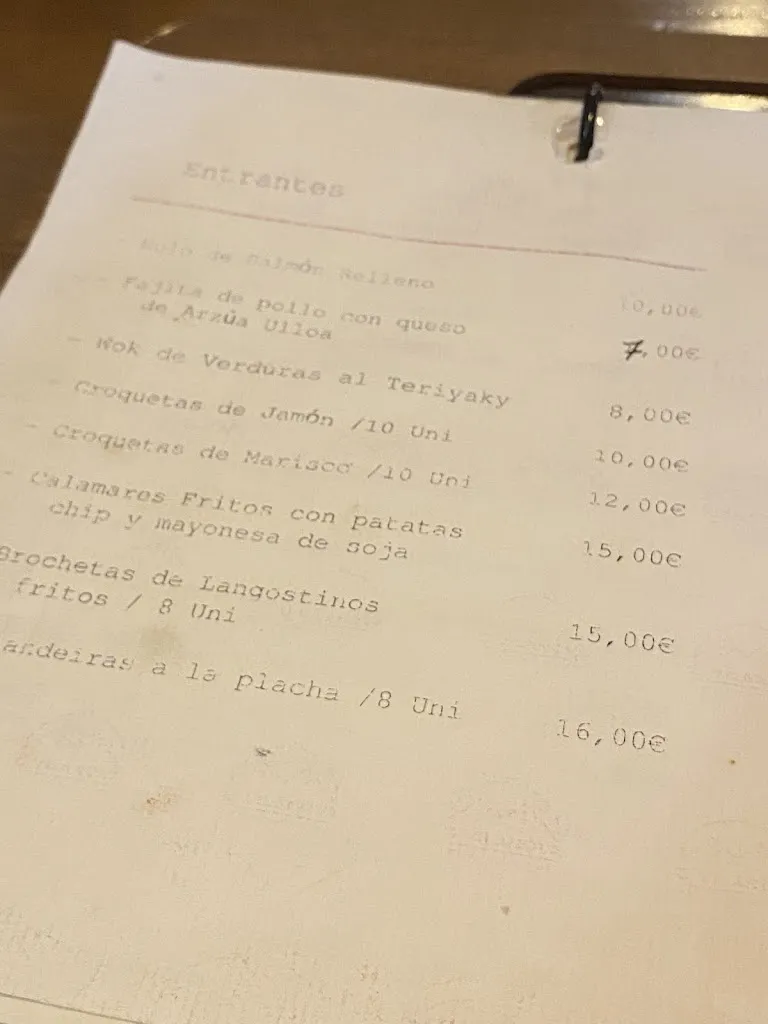 Entrantes
- de Salmón Relleno 10,00€
- Fajita de pollo con queso
de Arzúa Ulloa 7,00€
- Wok de Verduras al Teriyaky 8,00€
- Croquetas de Jamón /10 Uni 10,00€
- Croquetas de Marisco /10 Uni 12,00€
- Calamares Fritos con patatas
chip y mayonesa de soja 15,00€
Brochetas de Langostinos
fritos / 8 Uni 15,00€
andeiras a la placha /8 Uni 16,00€